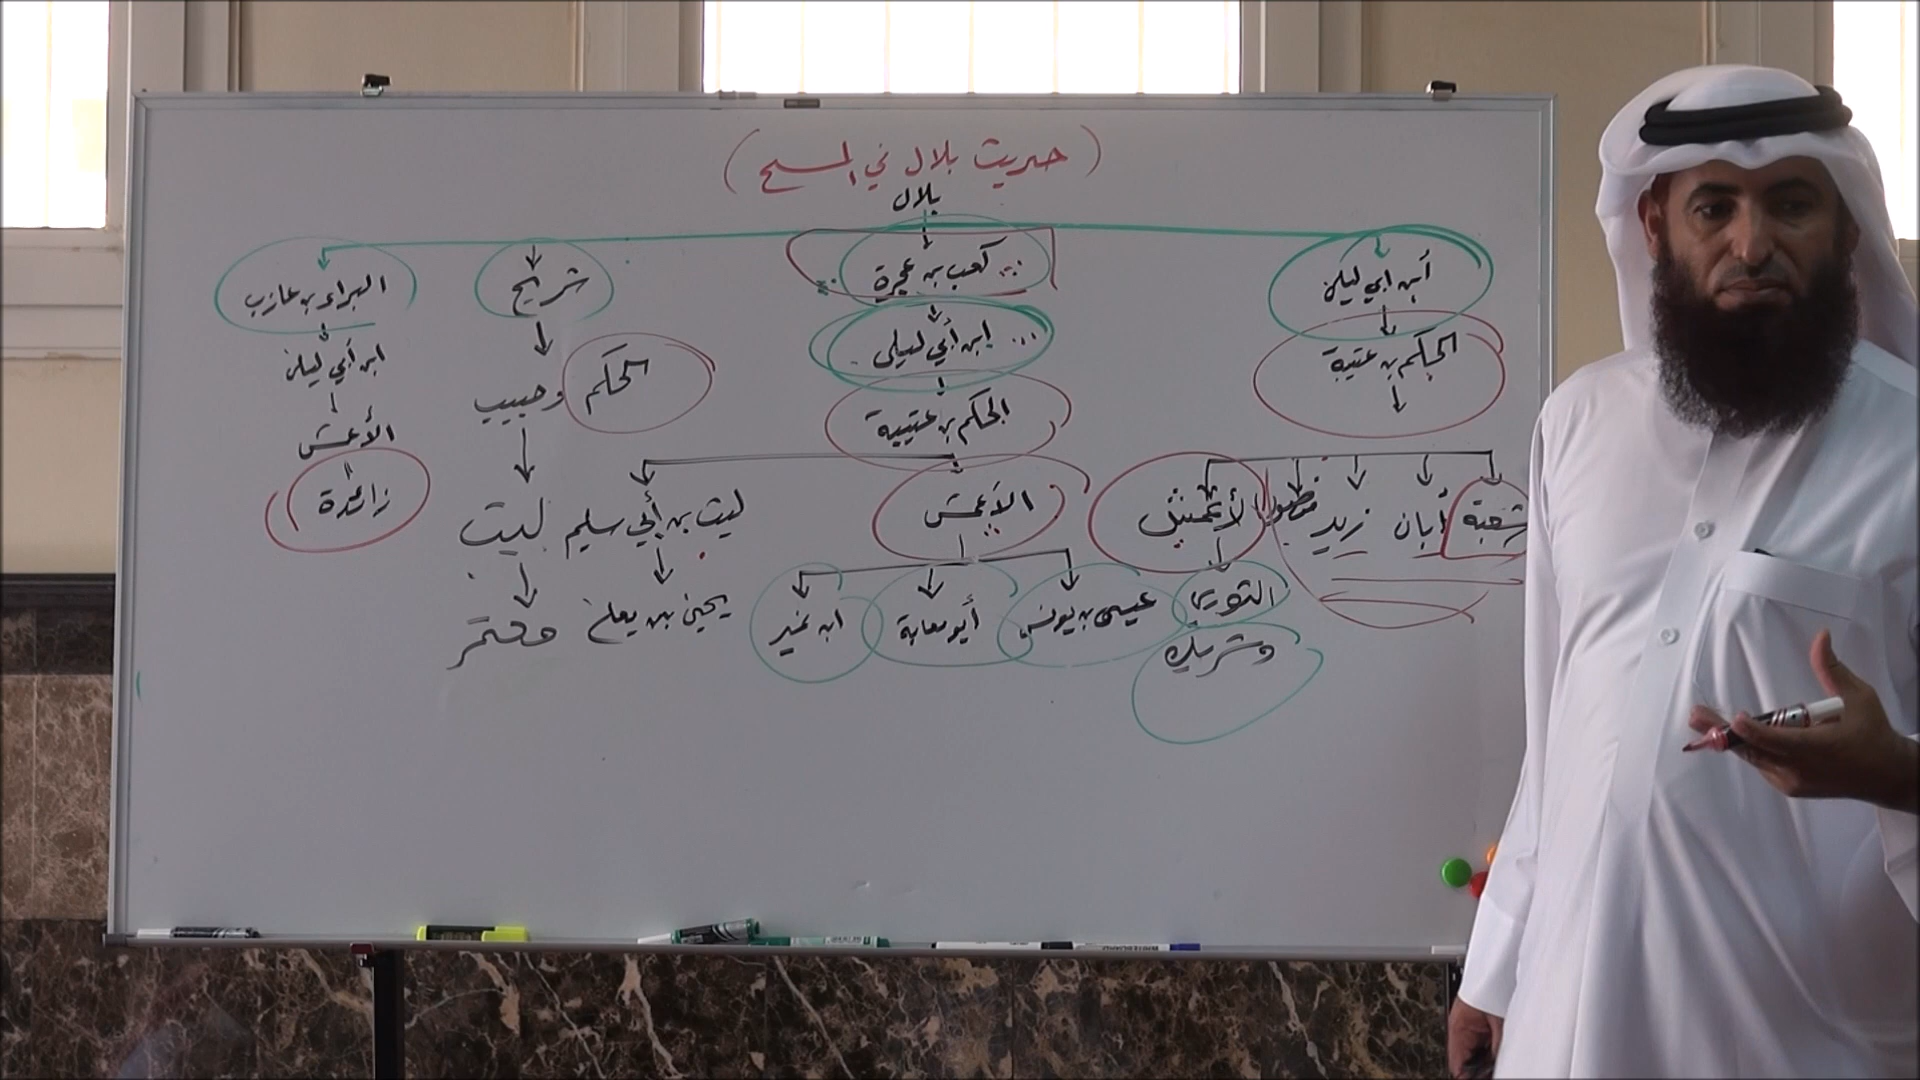 (حديث بلال في المسح)
بلال
ابن أبي ليلى
الحكم بن عتيبة
شعبة
أبان
زيد
منصور
الأعمش
الثوري
وشريك
كعب بن عجرة
ابن أبي ليلى
الحكم بن عتيبة
الأعمش
ليث بن أبي سليم
عيسى بن يونس
أبو معاوية
ابن نمير
يحيى بن يعلى
شريح
الحكم وحبيب
ليث
معتمر
البراء بن عازب
ابن أبي ليلى
الأعمش
زائدة